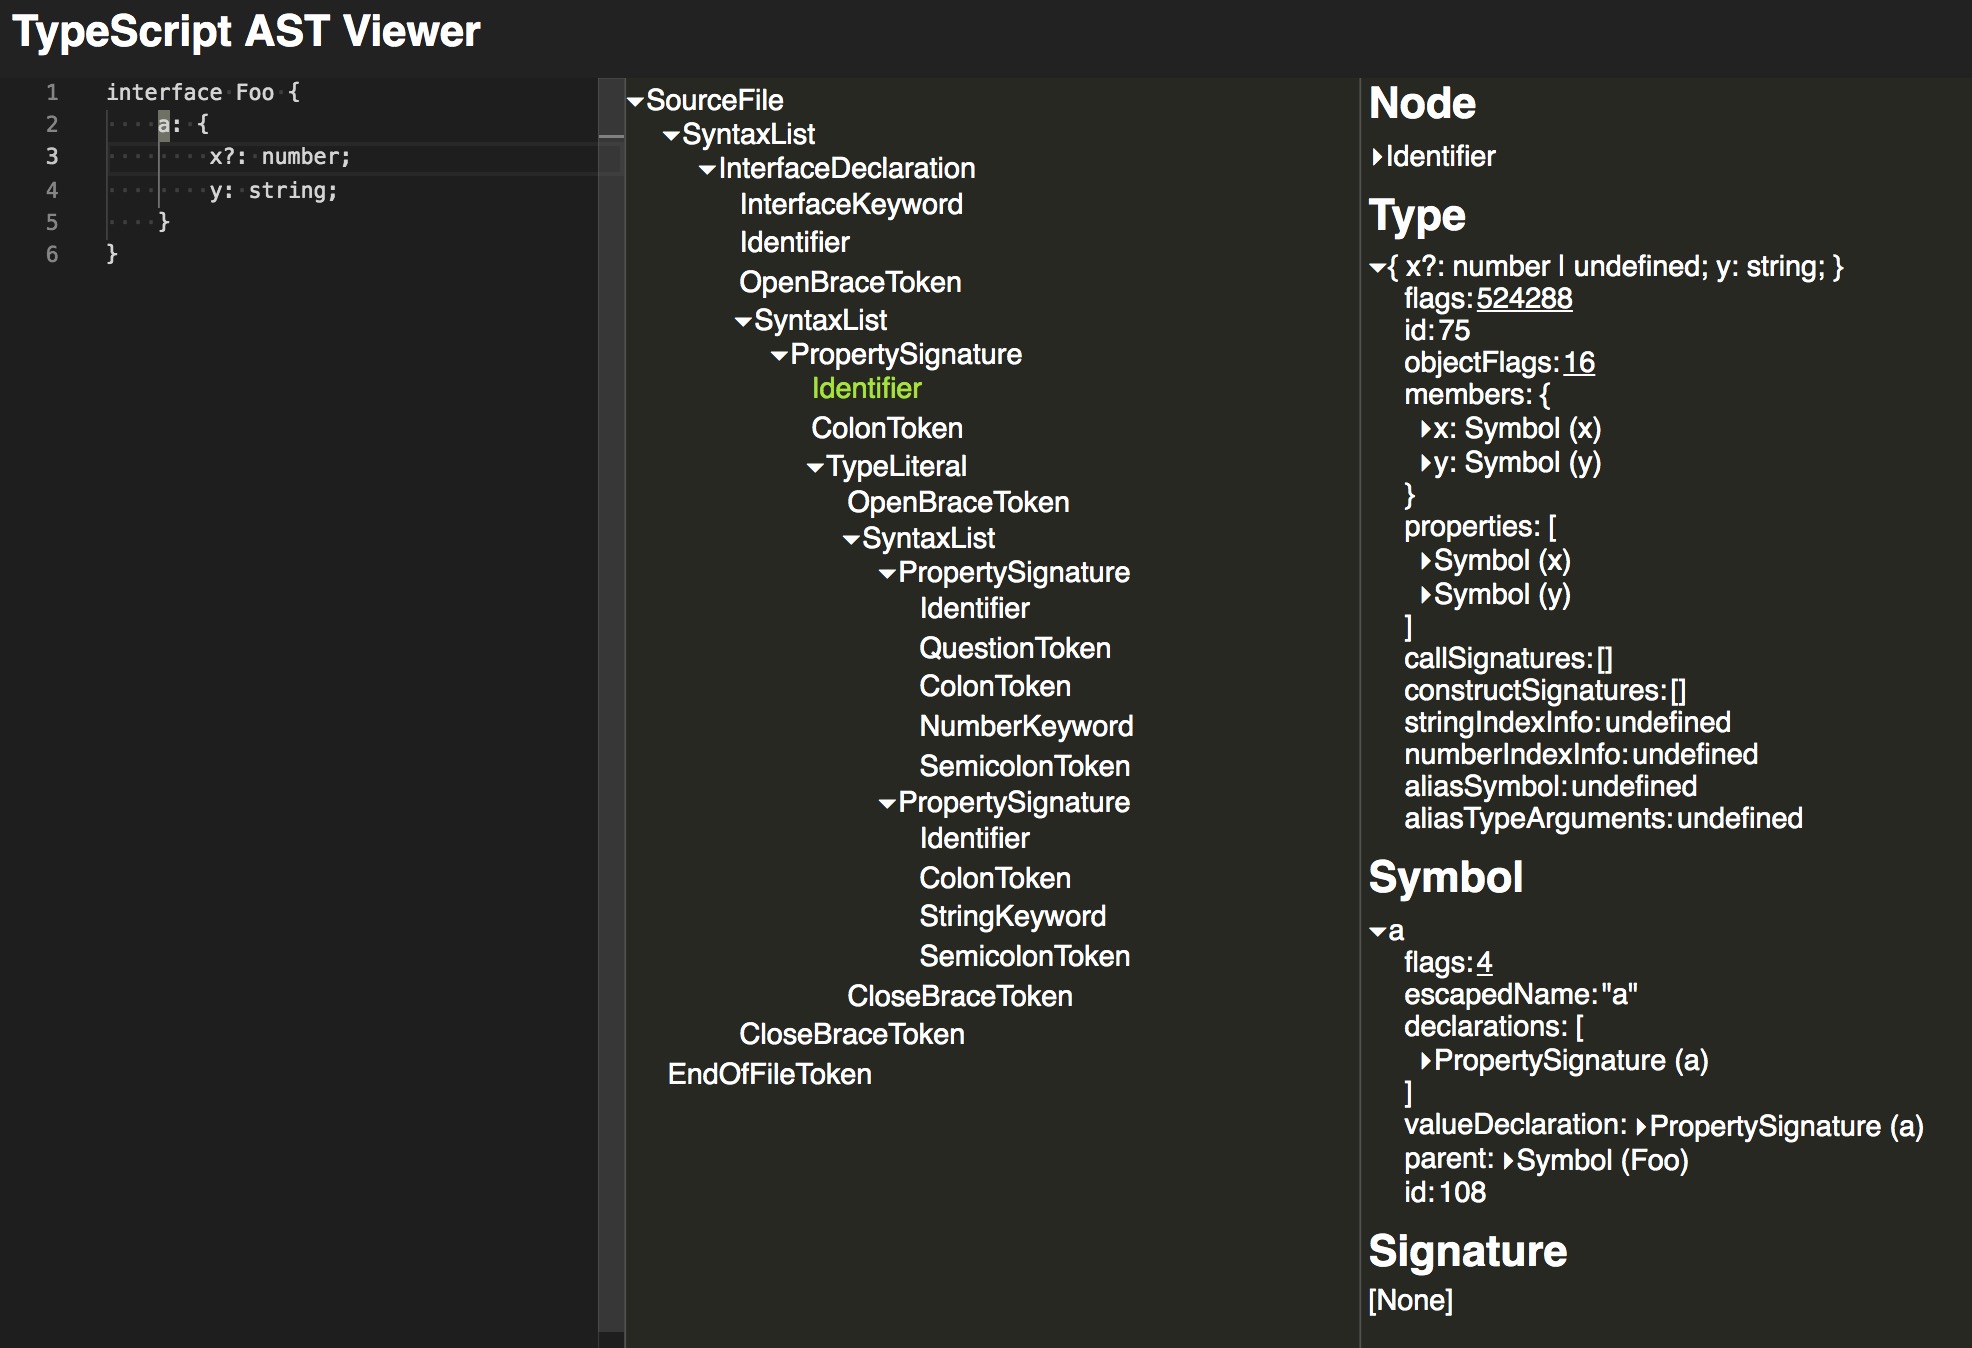 TypeScript AST Viewer
1 interface Foo {
2 a: {
3 x?: number;
4 y: string;
5 }
6 }
SourceFile
SyntaxList
InterfaceDeclaration
InterfaceKeyword
Identifier
OpenBraceToken
SyntaxList
PropertySignature
Identifier
ColonToken
TypeLiteral
OpenBraceToken
SyntaxList
PropertySignature
Identifier
QuestionToken
ColonToken
NumberKeyword
SemicolonToken
PropertySignature
Identifier
ColonToken
StringKeyword
SemicolonToken
CloseBraceToken
CloseBraceToken
EndOfFileToken
Node
Identifier
Type
{ x?: number | undefined; y: string; }
flags:524288
id:75
objectFlags:16
members: {
x: Symbol (x)
y: Symbol (y)
}
properties: [
Symbol (x)
Symbol (y)
]
callSignatures:[]
constructSignatures:[]
stringIndexInfo:undefined
numberIndexInfo:undefined
aliasSymbol:undefined
aliasTypeArguments:undefined
Symbol
a
flags:4
escapedName:"a"
declarations: [
PropertySignature (a)
]
valueDeclaration: PropertySignature (a)
parent: Symbol (Foo)
id:108
Signature
[None]